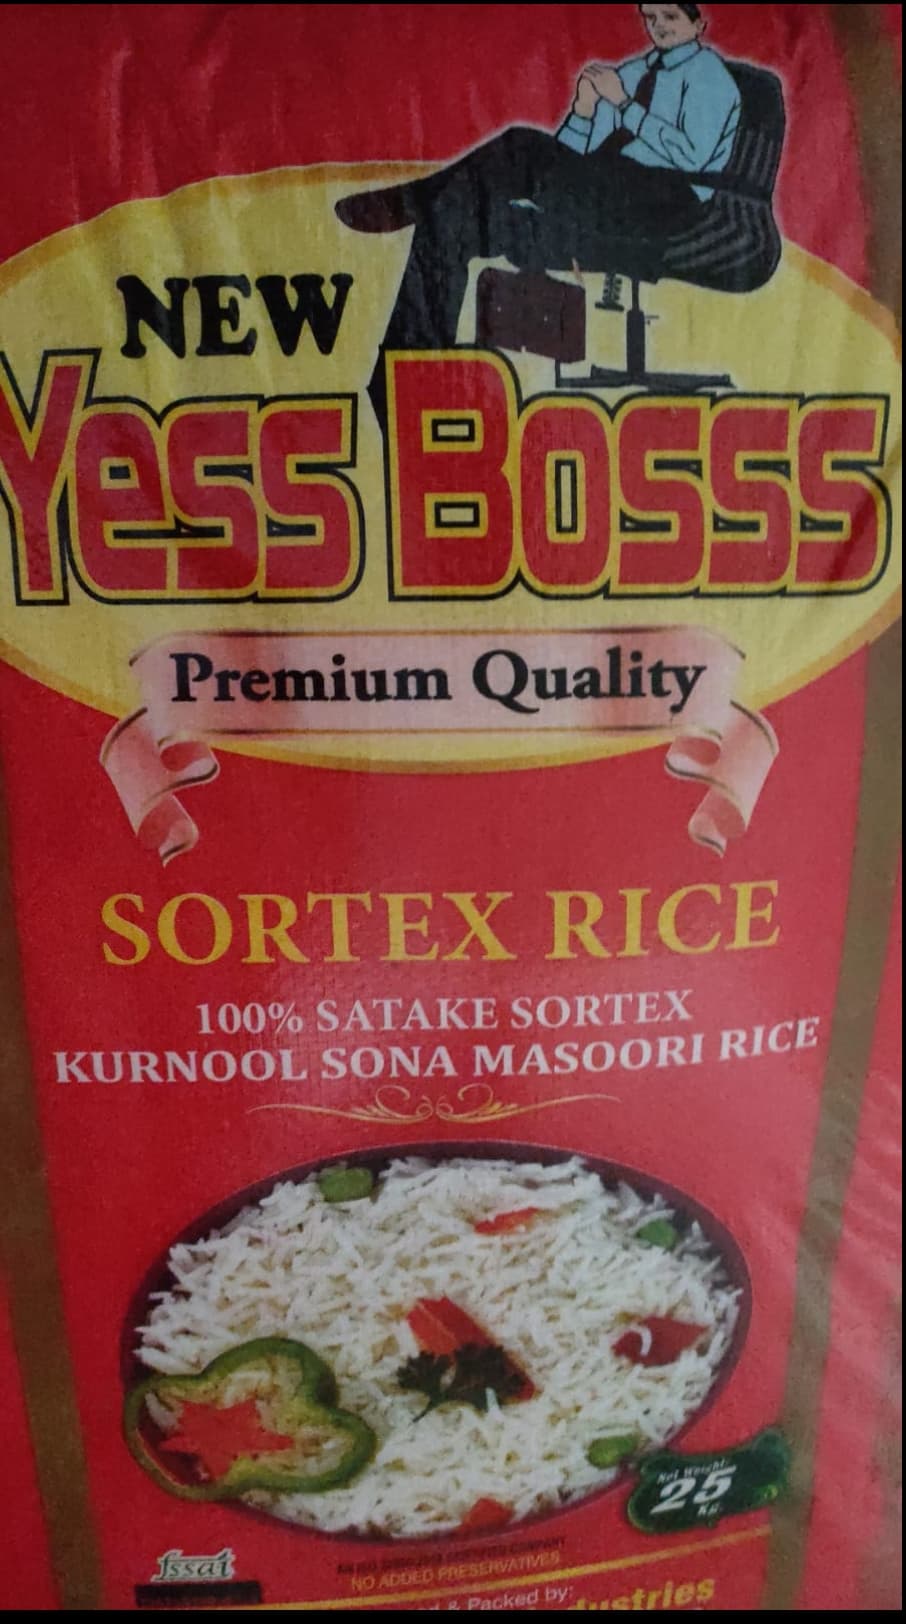 NEW
Yess Bosss
Premium Quality
SORTEX RICE
100% SATAKE SORTEX
KURNOOL SONA MASOORI RICE
Net Weight:
25
Kg.
fssai
NO ADDED PRESERVATIVES
& Packed by: